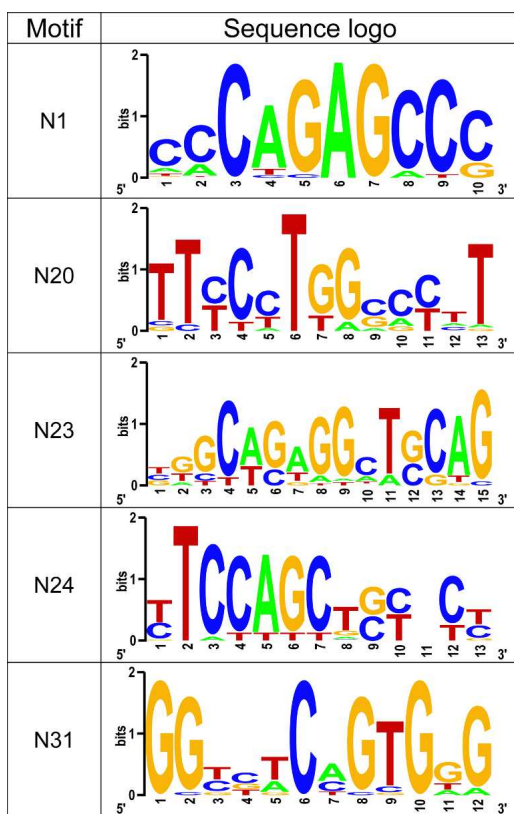 Motif Sequence logo
N1
2
bits
1
0
CCCAGAGCCC
5' 1 2 3 4 5 6 7 8 9 10 3'
N20
2
bits
1
0
TTCCCTGGCCCTT
5' 1 2 3 4 5 6 7 8 9 10 11 12 13 3'
N23
2
bits
1
0
TGGCAGAGGCTGCAG
5' 1 2 3 4 5 6 7 8 9 10 11 12 13 14 15 3'
N24
2
bits
1
0
TTCCAGCTGC CT
5' 1 2 3 4 5 6 7 8 9 10 11 12 13 3'
N31
2
bits
1
0
GGTCTCAGTGGG
5' 1 2 3 4 5 6 7 8 9 10 11 12 3'